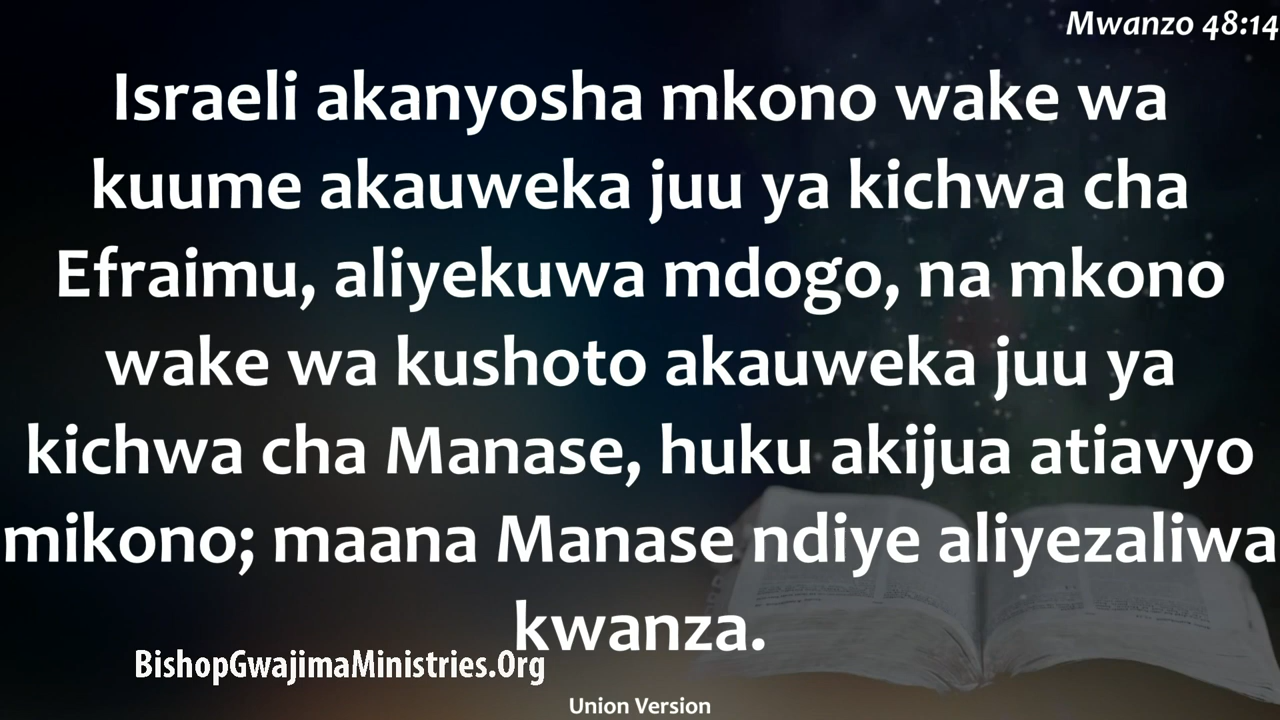 Mwanzo 48:14
Israeli akanyosha mkono wake wa
kuume akauweka juu ya kichwa cha
Efraimu, aliyekuwa mdogo, na mkono
wake wa kushoto akauweka juu ya
kichwa cha Manase, huku akijua atiavyo
mikono; maana Manase ndiye aliyezaliwa
kwanza.
BishopGwajimaMinistries.Org
Union Version